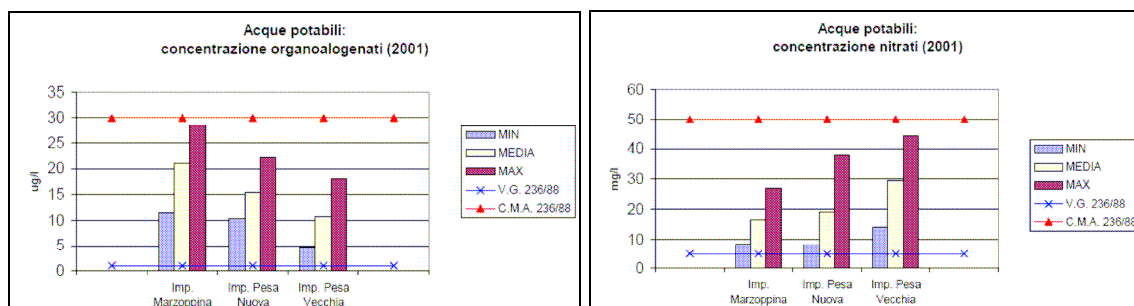 Acque potabili:
concentrazione organoalogenati (2001)
35
30
25
20
15
10
5
0
ug/l
Imp. Marzoppina
Imp. Pesa Nuova
Imp. Pesa Vecchia
MIN
MEDIA
MAX
V.G. 236/88
C.M.A. 236/88
Acque potabili:
concentrazione nitrati (2001)
60
50
40
30
20
10
0
mg/l
Imp. Marzoppina
Imp. Pesa Nuova
Imp. Pesa Vecchia
MIN
MEDIA
MAX
V.G. 236/88
C.M.A. 236/88